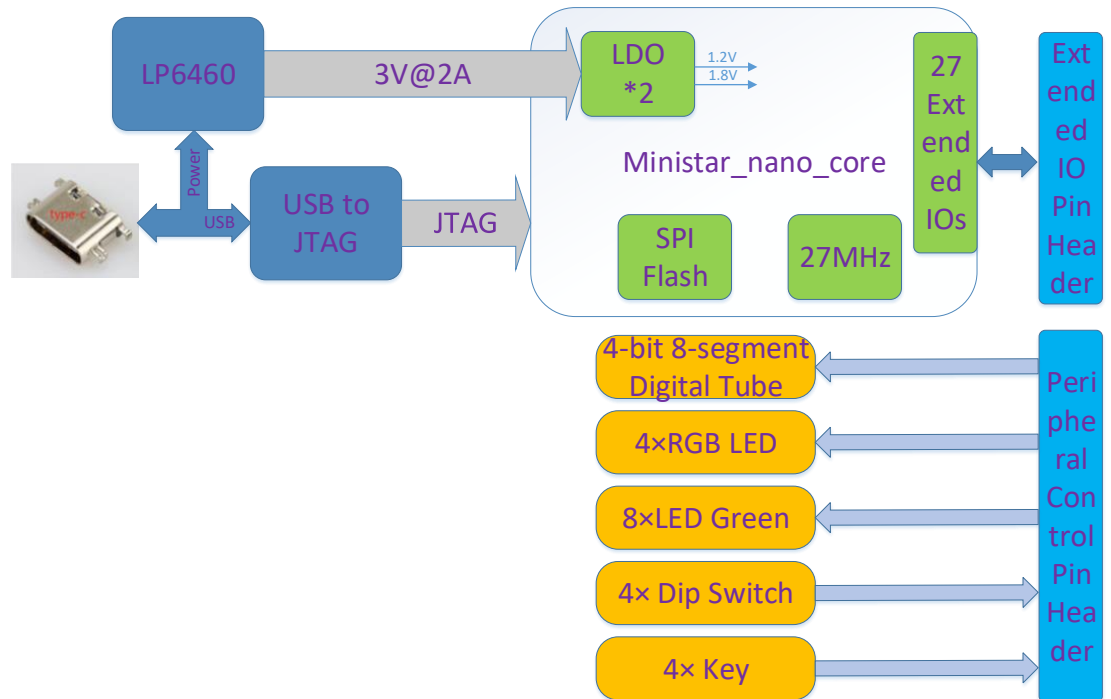 LP6460
3V@2A
LDO
*2
1.2V
1.8V
27
Ext
end
ed
IOs
Ext
end
ed
IO
Pin
Hea
der
Ministar_nano_core
type-c
Power
USB
USB to
JTAG
JTAG
SPI
Flash
27MHz
4-bit 8-segment
Digital Tube
4×RGB LED
8×LED Green
4× Dip Switch
4× Key
Peri
phe
ral
Con
trol
Pin
Hea
der